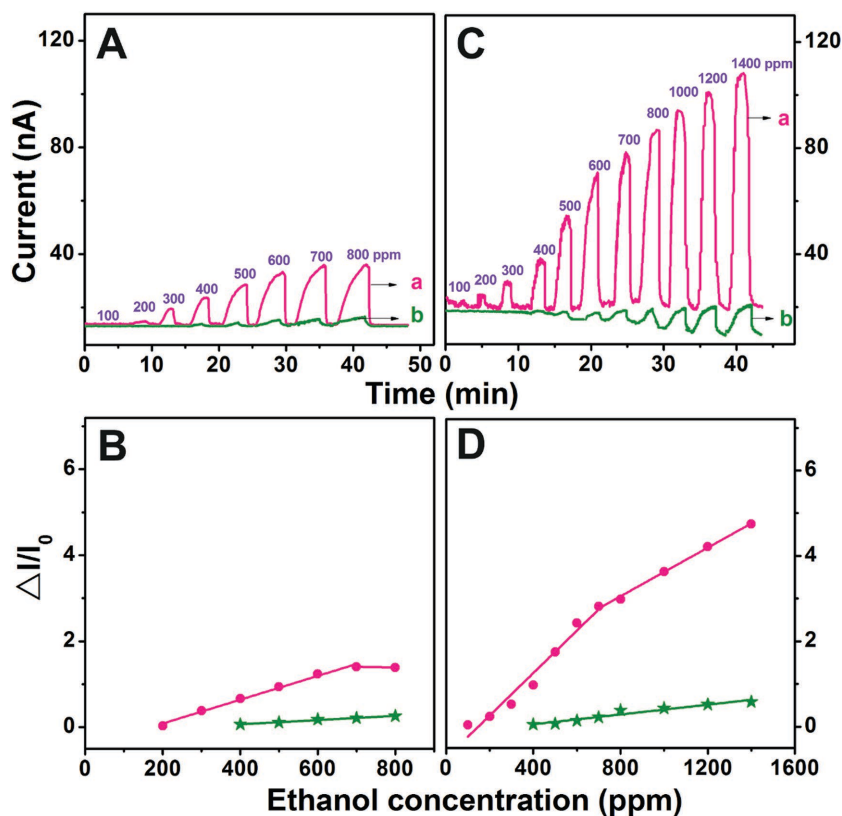 A
120
80
40
Current (nA)
100 200 300 400 500 600 700 800 ppm
a
b
0 10 20 30 40 50
C
120
80
40
0
100 200 300 400 500 600 700 800 1000 1200 1400 ppm
a
b
0 10 20 30 40
Time (min)
B
6
4
2
0
△I/I0
0 200 400 600 800
D
6
4
2
0
0 400 800 1200 1600
Ethanol concentration (ppm)